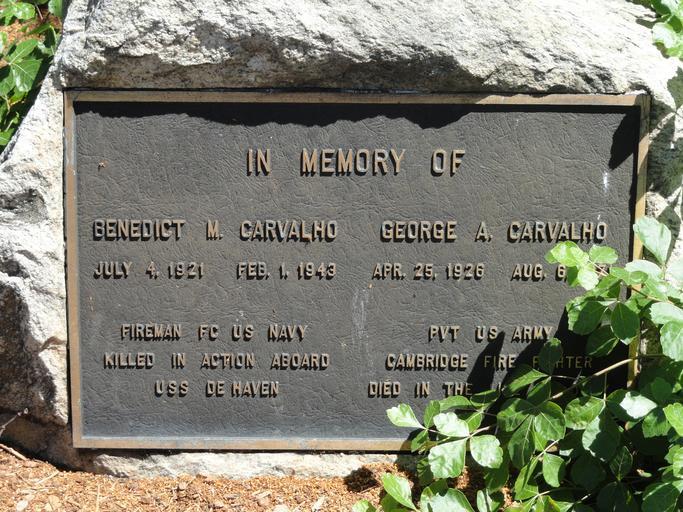 IN MEMORY OF
BENEDICT M. CARVALHO GEORGE A. CARVALHO
JULY 4, 1921 FEB. 1, 1943 APR. 25, 1926 AUG. 6
FIREMAN FC US NAVY PVT US ARMY
KILLED IN ACTION ABOARD CAMBRIDGE FIRE FIGHTER
USS DE HAVEN DIED IN THE